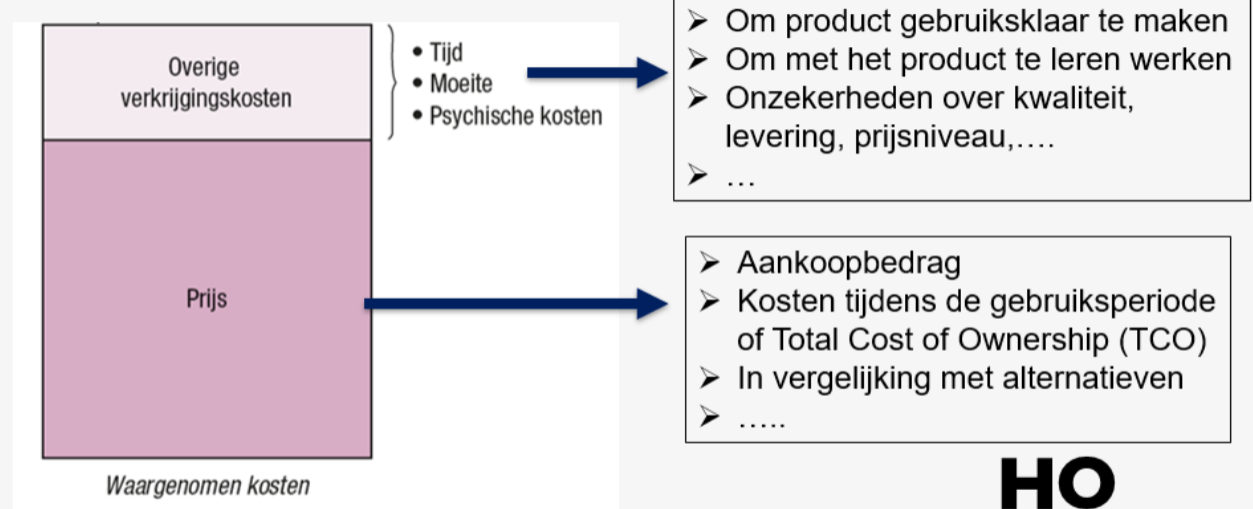 Overige
verkrijgingskosten
• Tijd
• Moeite
• Psychische kosten
➢ Om product gebruiksklaar te maken
➢ Om met het product te leren werken
➢ Onzekerheden over kwaliteit,
levering, prijsniveau,….
➢ …
Prijs
➢ Aankoopbedrag
➢ Kosten tijdens de gebruiksperiode
of Total Cost of Ownership (TCO)
➢ In vergelijking met alternatieven
➢ …..
Waargenomen kosten
HO